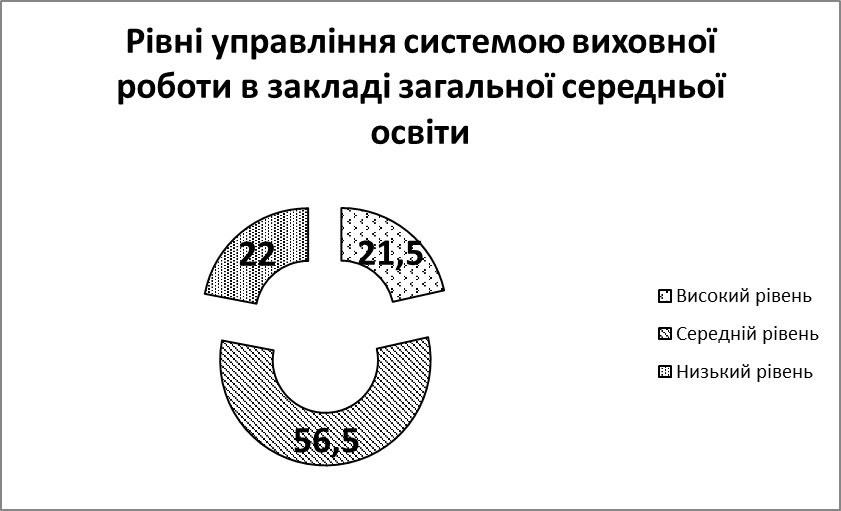 Рівні управління системою виховної
роботи в закладі загальної середньої
освіти
22
21,5
56,5
Високий рівень
Середній рівень
Низький рівень